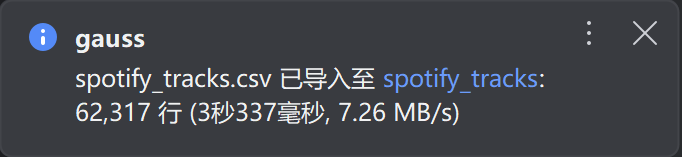 gauss
spotify_tracks.csv 已导入至 spotify_tracks:
62,317 行 (3秒337毫秒, 7.26 MB/s)